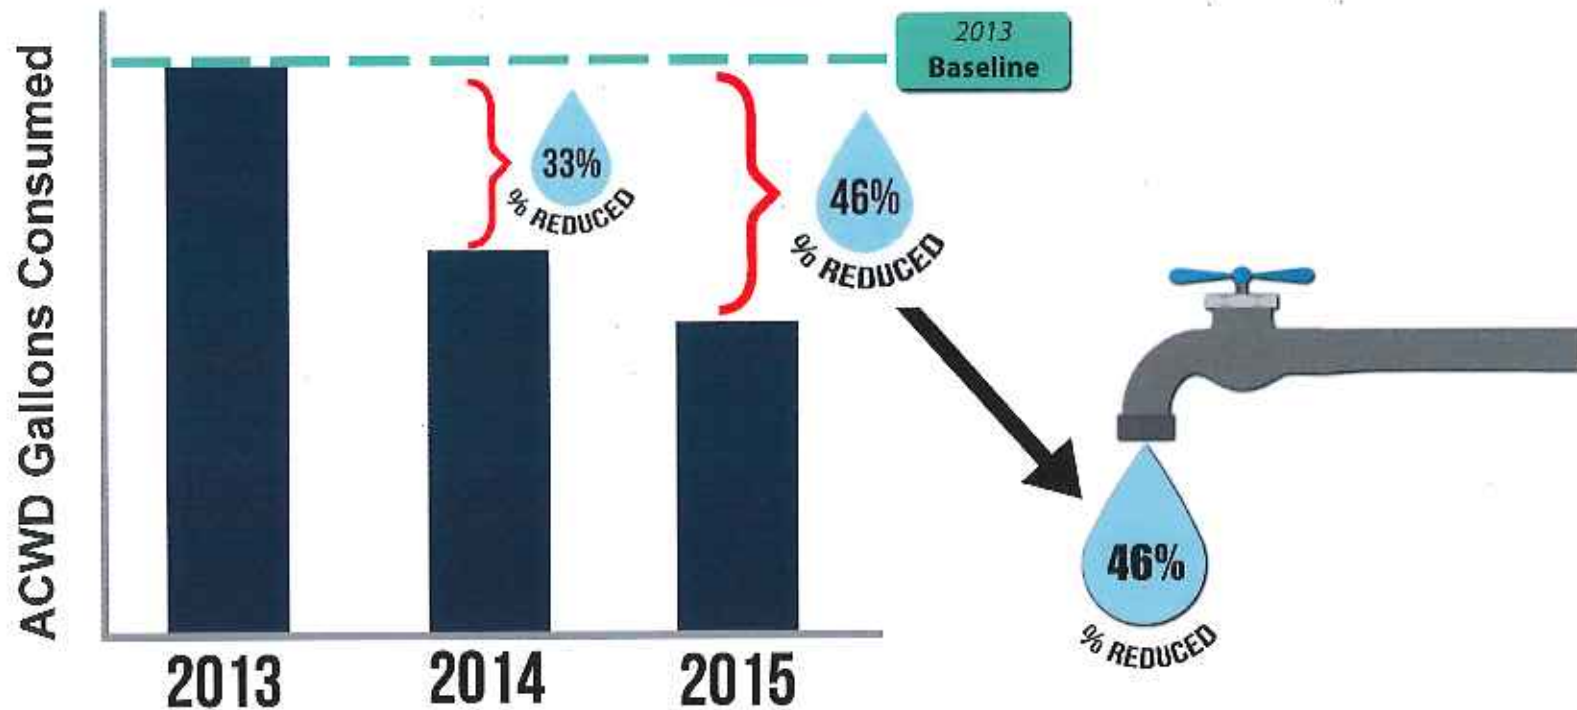 ACWD Gallons Consumed
2013
Baseline
33%
% REDUCED
46%
% REDUCED
46%
% REDUCED
2013
2014
2015